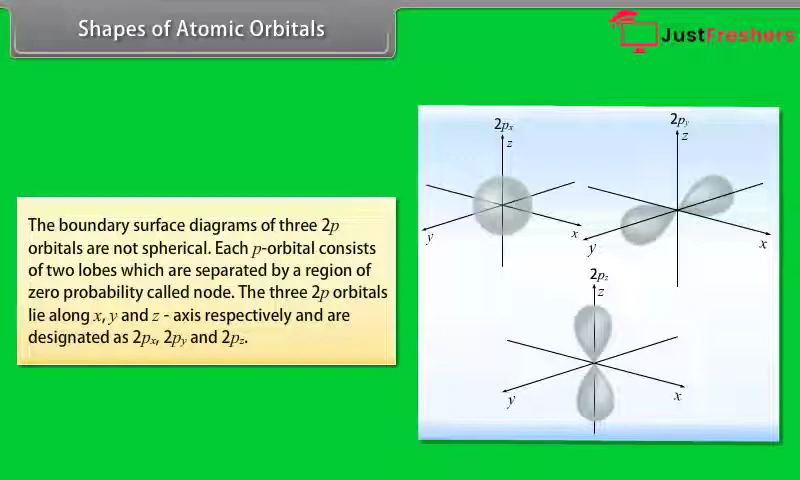 Shapes of Atomic Orbitals
JustFreshers
The boundary surface diagrams of three 2p
orbitals are not spherical. Each p-orbital consists
of two lobes which are separated by a region of
zero probability called node. The three 2p orbitals
lie along x, y and z - axis respectively and are
designated as 2px, 2py and 2pz.
2px
z
y
x
2py
z
y
x
2pz
z
y
x